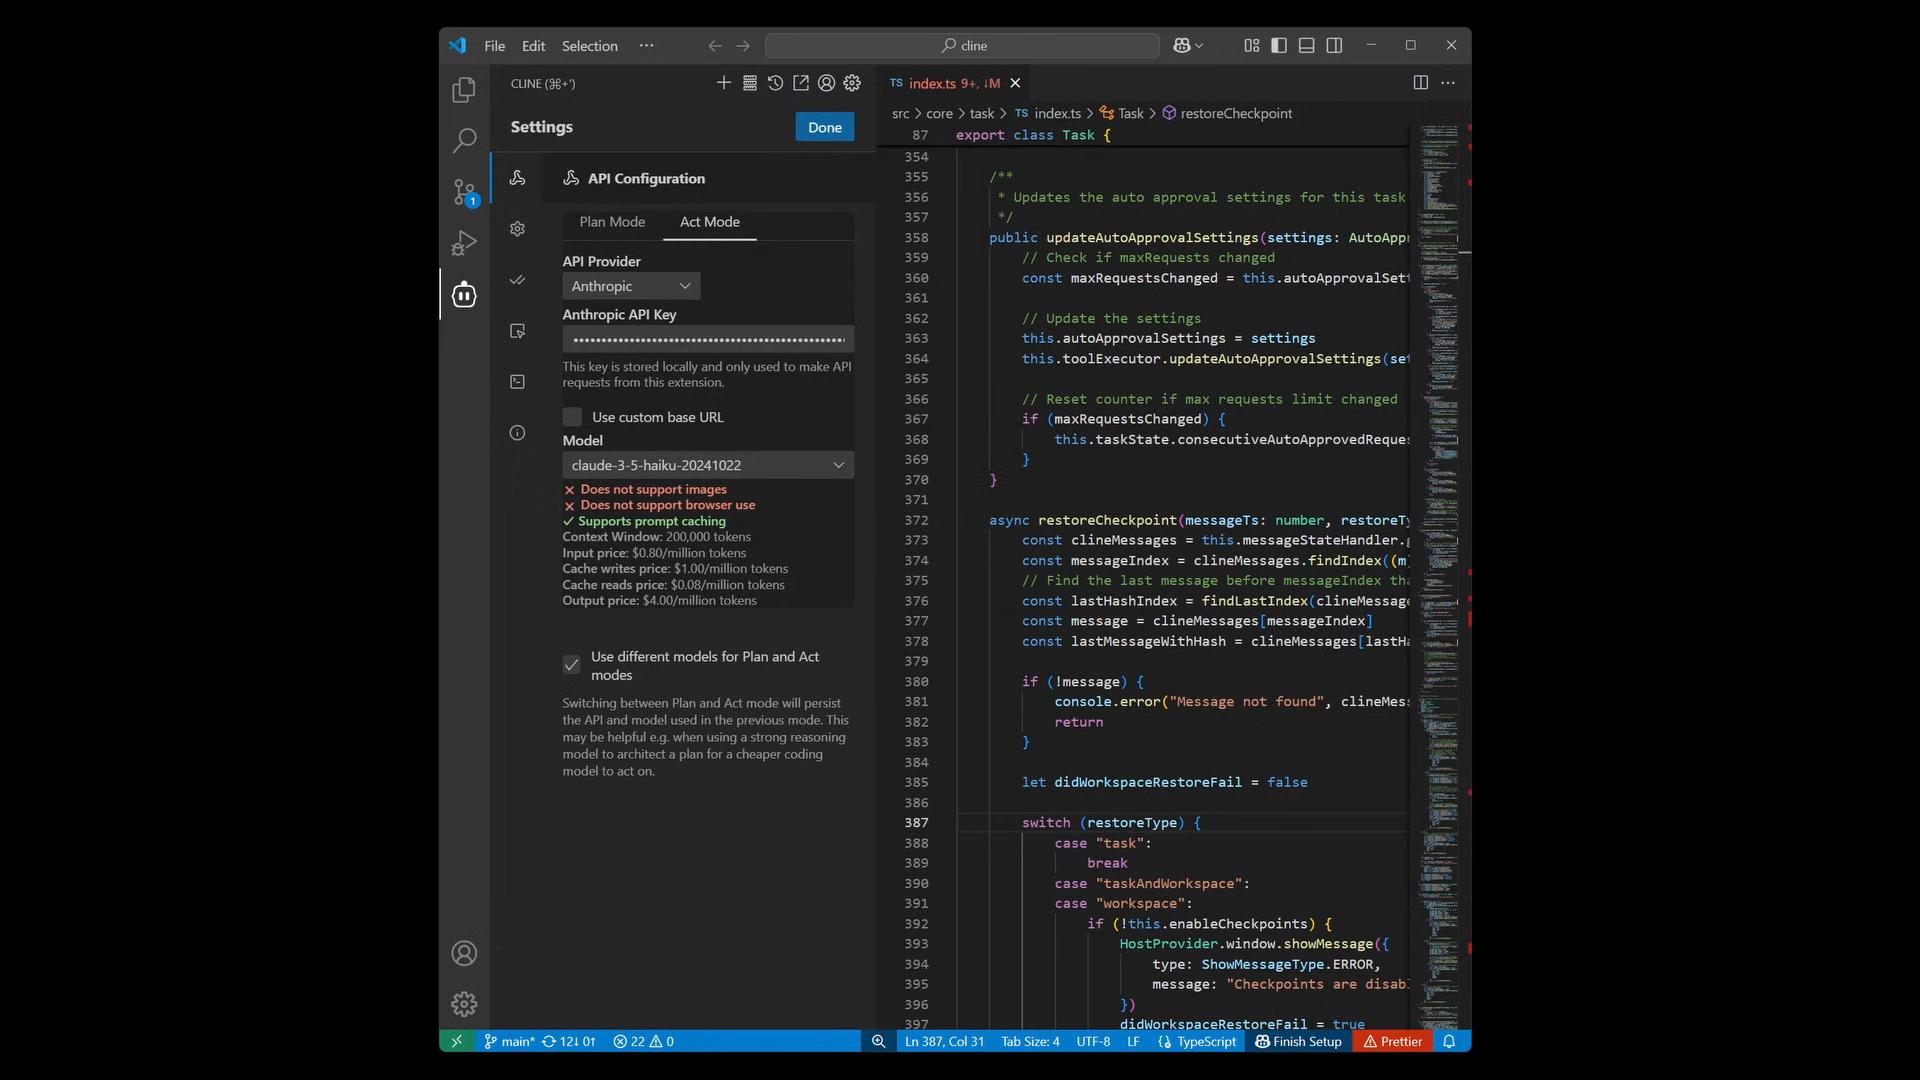 File Edit Selection ··· cline
CLINE (⌘+')
Settings
Done
API Configuration
Plan Mode Act Mode
API Provider
Anthropic
Anthropic API Key
••••••••••••••••••••••••••••••••••••••••••••••••
This key is stored locally and only used to make API
requests from this extension.
Use custom base URL
Model
claude-3-5-haiku-20241022
Does not support images
Does not support browser use
Supports prompt caching
Context Window: 200,000 tokens
Input price: $0.80/million tokens
Cache writes price: $1.00/million tokens
Cache reads price: $0.08/million tokens
Output price: $4.00/million tokens
Use different models for Plan and Act
modes
Switching between Plan and Act mode will persist
the API and model used in the previous mode. This
may be helpful e.g. when using a strong reasoning
model to architect a plan for a cheaper coding
model to act on.
1
TS index.ts 9+, ↓M
src > core > task > TS index.ts > Task > restoreCheckpoint
87 export class Task {
354
355 /**
356 * Updates the auto approval settings for this task
357 */
358 public updateAutoApprovalSettings(settings: AutoAppr
359 // Check if maxRequests changed
360 const maxRequestsChanged = this.autoApprovalSett
361
362 // Update the settings
363 this.autoApprovalSettings = settings
364 this.toolExecutor.updateAutoApprovalSettings(set
365
366 // Reset counter if max requests limit changed
367 if (maxRequestsChanged) {
368 this.taskState.consecutiveAutoApprovedReques
369 }
370 }
371
372 async restoreCheckpoint(messageTs: number, restoreTy
373 const clineMessages = this.messageStateHandler.g
374 const messageIndex = clineMessages.findIndex((m)
375 // Find the last message before messageIndex tha
376 const lastHashIndex = findLastIndex(clineMessage
377 const message = clineMessages[messageIndex]
378 const lastMessageWithHash = clineMessages[lastHa
379
380 if (!message) {
381 console.error("Message not found", clineMess
382 return
383 }
384
385 let didWorkspaceRestoreFail = false
386
387 switch (restoreType) {
388 case "task":
389 break
390 case "taskAndWorkspace":
391 case "workspace":
392 if (!this.enableCheckpoints) {
393 HostProvider.window.showMessage({
394 type: ShowMessageType.ERROR,
395 message: "Checkpoints are disabl
396 })
397 didWorkspaceRestoreFail = true
main* 12↓ 0↑ 22 0 Ln 387, Col 31 Tab Size: 4 UTF-8 LF {} TypeScript Finish Setup Prettier